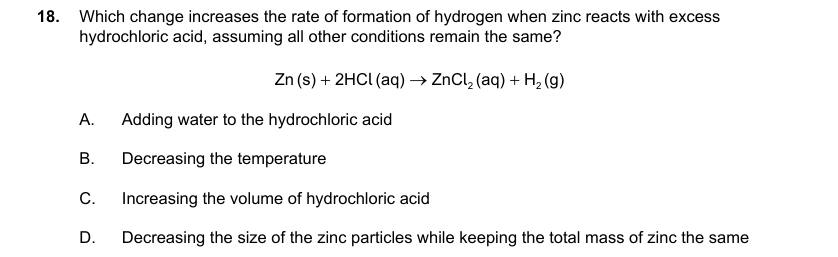 18. Which change increases the rate of formation of hydrogen when zinc reacts with excess
hydrochloric acid, assuming all other conditions remain the same?
Zn (s) + 2HCl (aq) → ZnCl₂ (aq) + H₂ (g)
A. Adding water to the hydrochloric acid
B. Decreasing the temperature
C. Increasing the volume of hydrochloric acid
D. Decreasing the size of the zinc particles while keeping the total mass of zinc the same